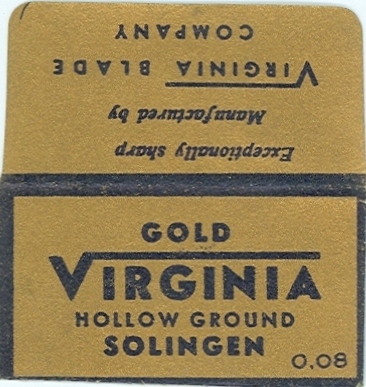 Exceptionally sharp
Manufactured by
VIRGINIA BLADE
COMPANY
GOLD
VIRGINIA
HOLLOW GROUND
SOLINGEN
0,08